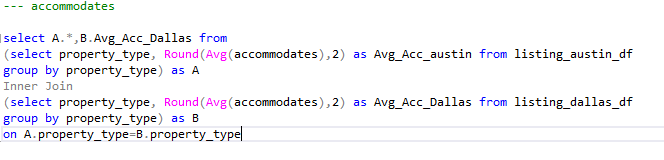 --- accommodates
select A.*,B.Avg_Acc_Dallas from
(select property_type, Round(Avg(accommodates),2) as Avg_Acc_austin from listing_austin_df
group by property_type) as A
Inner Join
(select property_type, Round(Avg(accommodates),2) as Avg_Acc_Dallas from listing_dallas_df
group by property_type) as B
on A.property_type=B.property_type